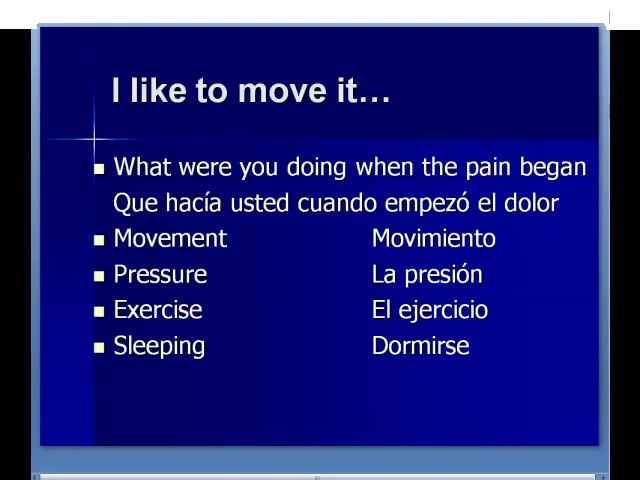 I like to move it…
What were you doing when the pain began
Que hacía usted cuando empezó el dolor
Movement Movimiento
Pressure La presión
Exercise El ejercicio
Sleeping Dormirse